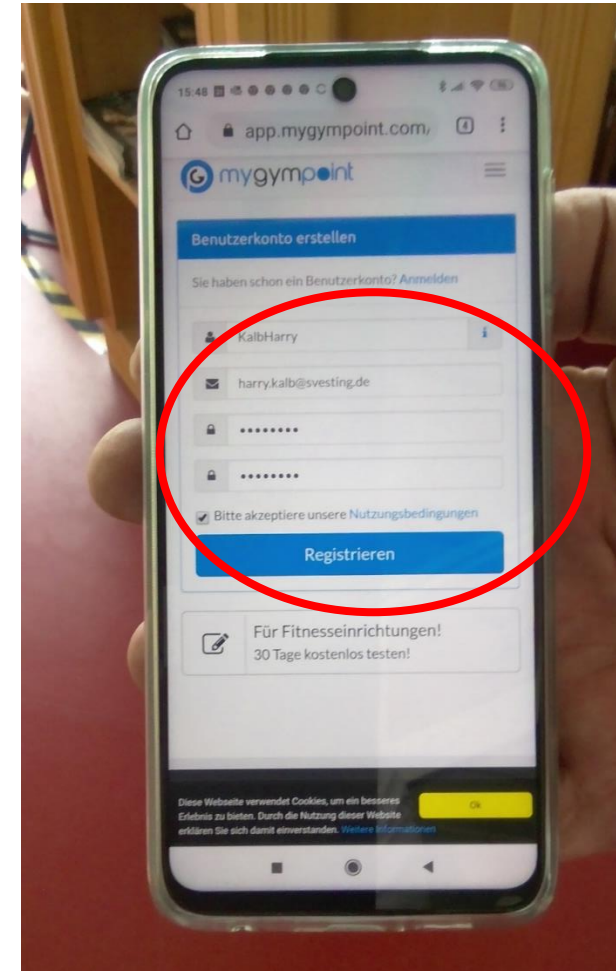 15:48
app.mygympoint.com/
4
mygympoint
Benutzerkonto erstellen
Sie haben schon ein Benutzerkonto? Anmelden
KalbHarry
i
harry.kalb@svesting.de
••••••••
••••••••
Bitte akzeptiere unsere Nutzungsbedingungen
Registrieren
Für Fitnesseinrichtungen!
30 Tage kostenlos testen!
Diese Webseite verwendet Cookies, um ein besseres
Erlebnis zu bieten. Durch die Nutzung dieser Website
erklären Sie sich damit einverstanden. Weitere Informationen
Ok